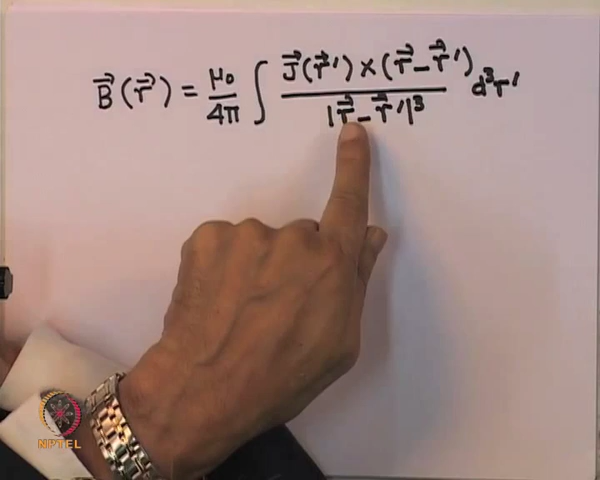 B⃗(r⃗) = μ₀/4π ∫ J⃗(r⃗′) × (r⃗ − r⃗′) / |r⃗ − r⃗′|³ d³r′
NPTEL